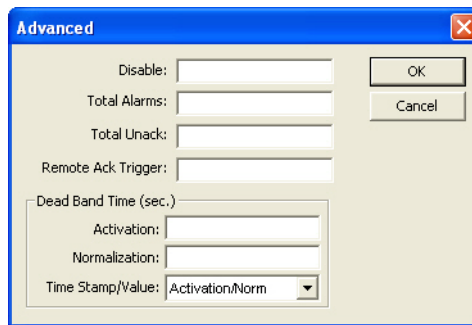 Advanced
Disable:
OK
Total Alarms:
Cancel
Total Unack:
Remote Ack Trigger:
Dead Band Time (sec.)
Activation:
Normalization:
Time Stamp/Value: Activation/Norm